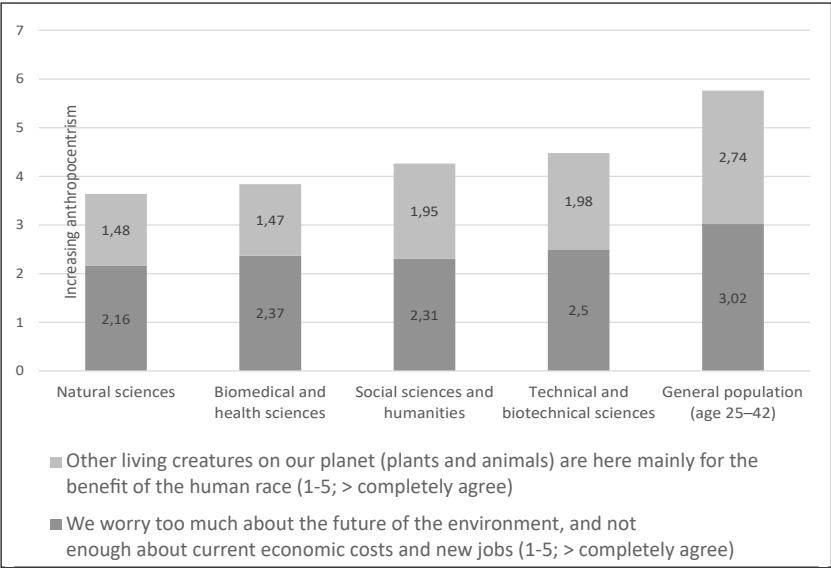 7
6
5
4
3
2
1
0
Increasing anthropocentrism
1,48
2,16
1,47
2,37
1,95
2,31
1,98
2,5
2,74
3,02
Natural sciences
Biomedical and
health sciences
Social sciences and
humanities
Technical and
biotechnical sciences
General population
(age 25–42)
Other living creatures on our planet (plants and animals) are here mainly for the
benefit of the human race (1-5; > completely agree)
We worry too much about the future of the environment, and not
enough about current economic costs and new jobs (1-5; > completely agree)